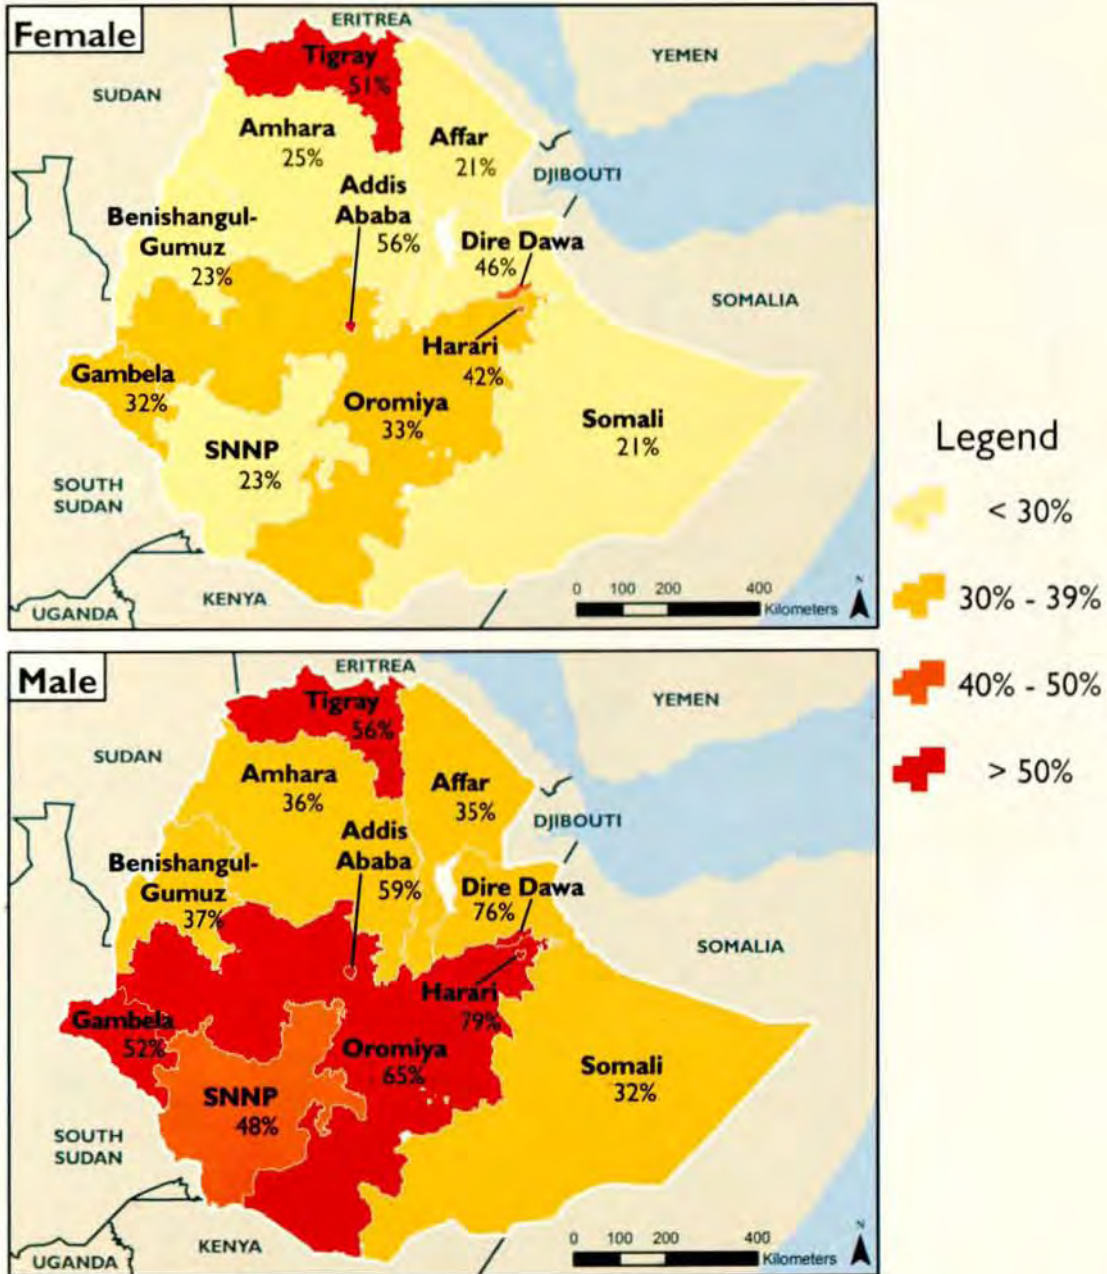 Female
ERITREA
YEMEN
SUDAN
Tigray
51%
Amhara
25%
Affar
21%
DJIBOUTI
Addis
Ababa
56%
Benishangul-
Gumuz
23%
Dire Dawa
46%
SOMALIA
Harari
42%
Gambela
32%
Oromiya
33%
Somali
21%
SNNP
23%
SOUTH
SUDAN
UGANDA
KENYA
0 100 200 400
Kilometers
N
Legend
< 30%
30% - 39%
40% - 50%
> 50%
Male
ERITREA
YEMEN
SUDAN
Tigray
56%
Amhara
36%
Affar
35%
DJIBOUTI
Addis
Ababa
59%
Benishangul-
Gumuz
37%
Dire Dawa
76%
SOMALIA
Harari
79%
Gambela
52%
Oromiya
65%
Somali
32%
SNNP
48%
SOUTH
SUDAN
UGANDA
KENYA
0 100 200 400
Kilometers
N